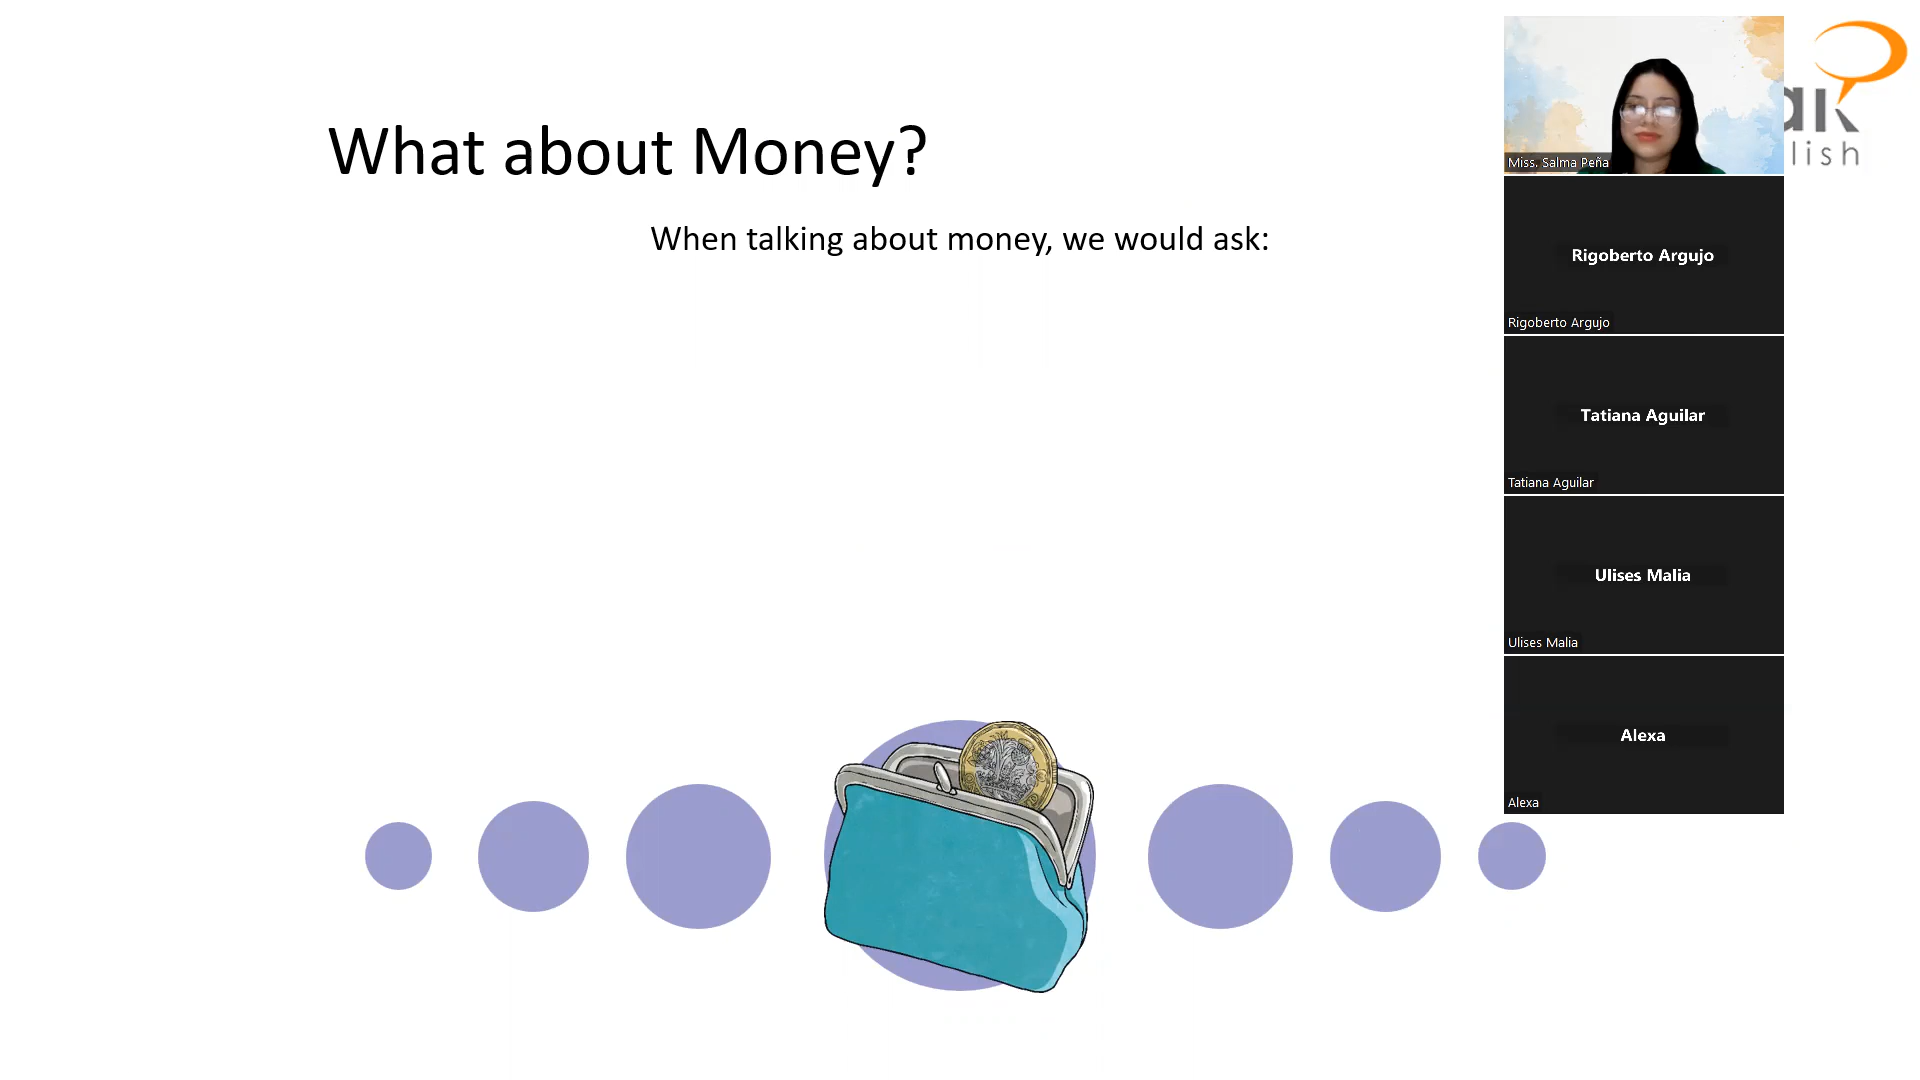 What about Money?
When talking about money, we would ask:
Miss. Salma Peña
Rigoberto Argujo
Rigoberto Argujo
Tatiana Aguilar
Tatiana Aguilar
Ulises Malia
Ulises Malia
Alexa
Alexa